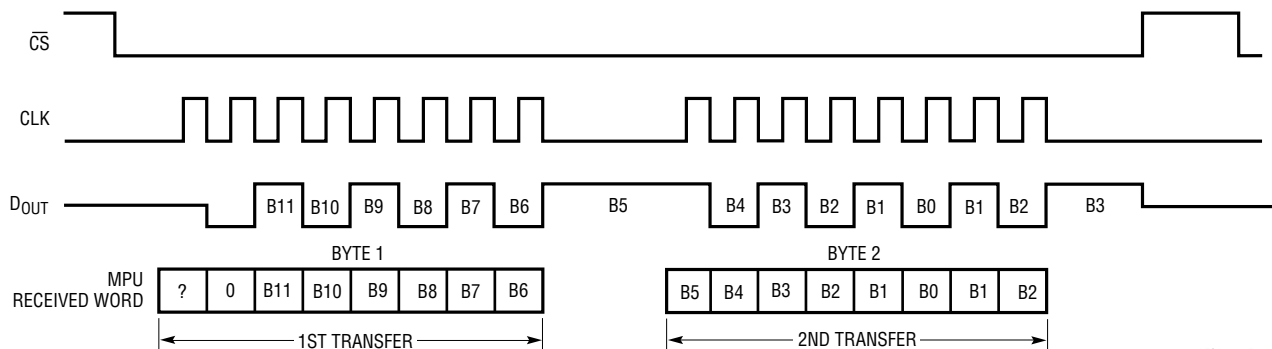 CS
CLK
DOUT B11 B10 B9 B8 B7 B6 B5 B4 B3 B2 B1 B0 B1 B2 B3
BYTE 1 BYTE 2
MPU
RECEIVED WORD
? 0 B11 B10 B9 B8 B7 B6 B5 B4 B3 B2 B1 B0 B1 B2
1ST TRANSFER 2ND TRANSFER